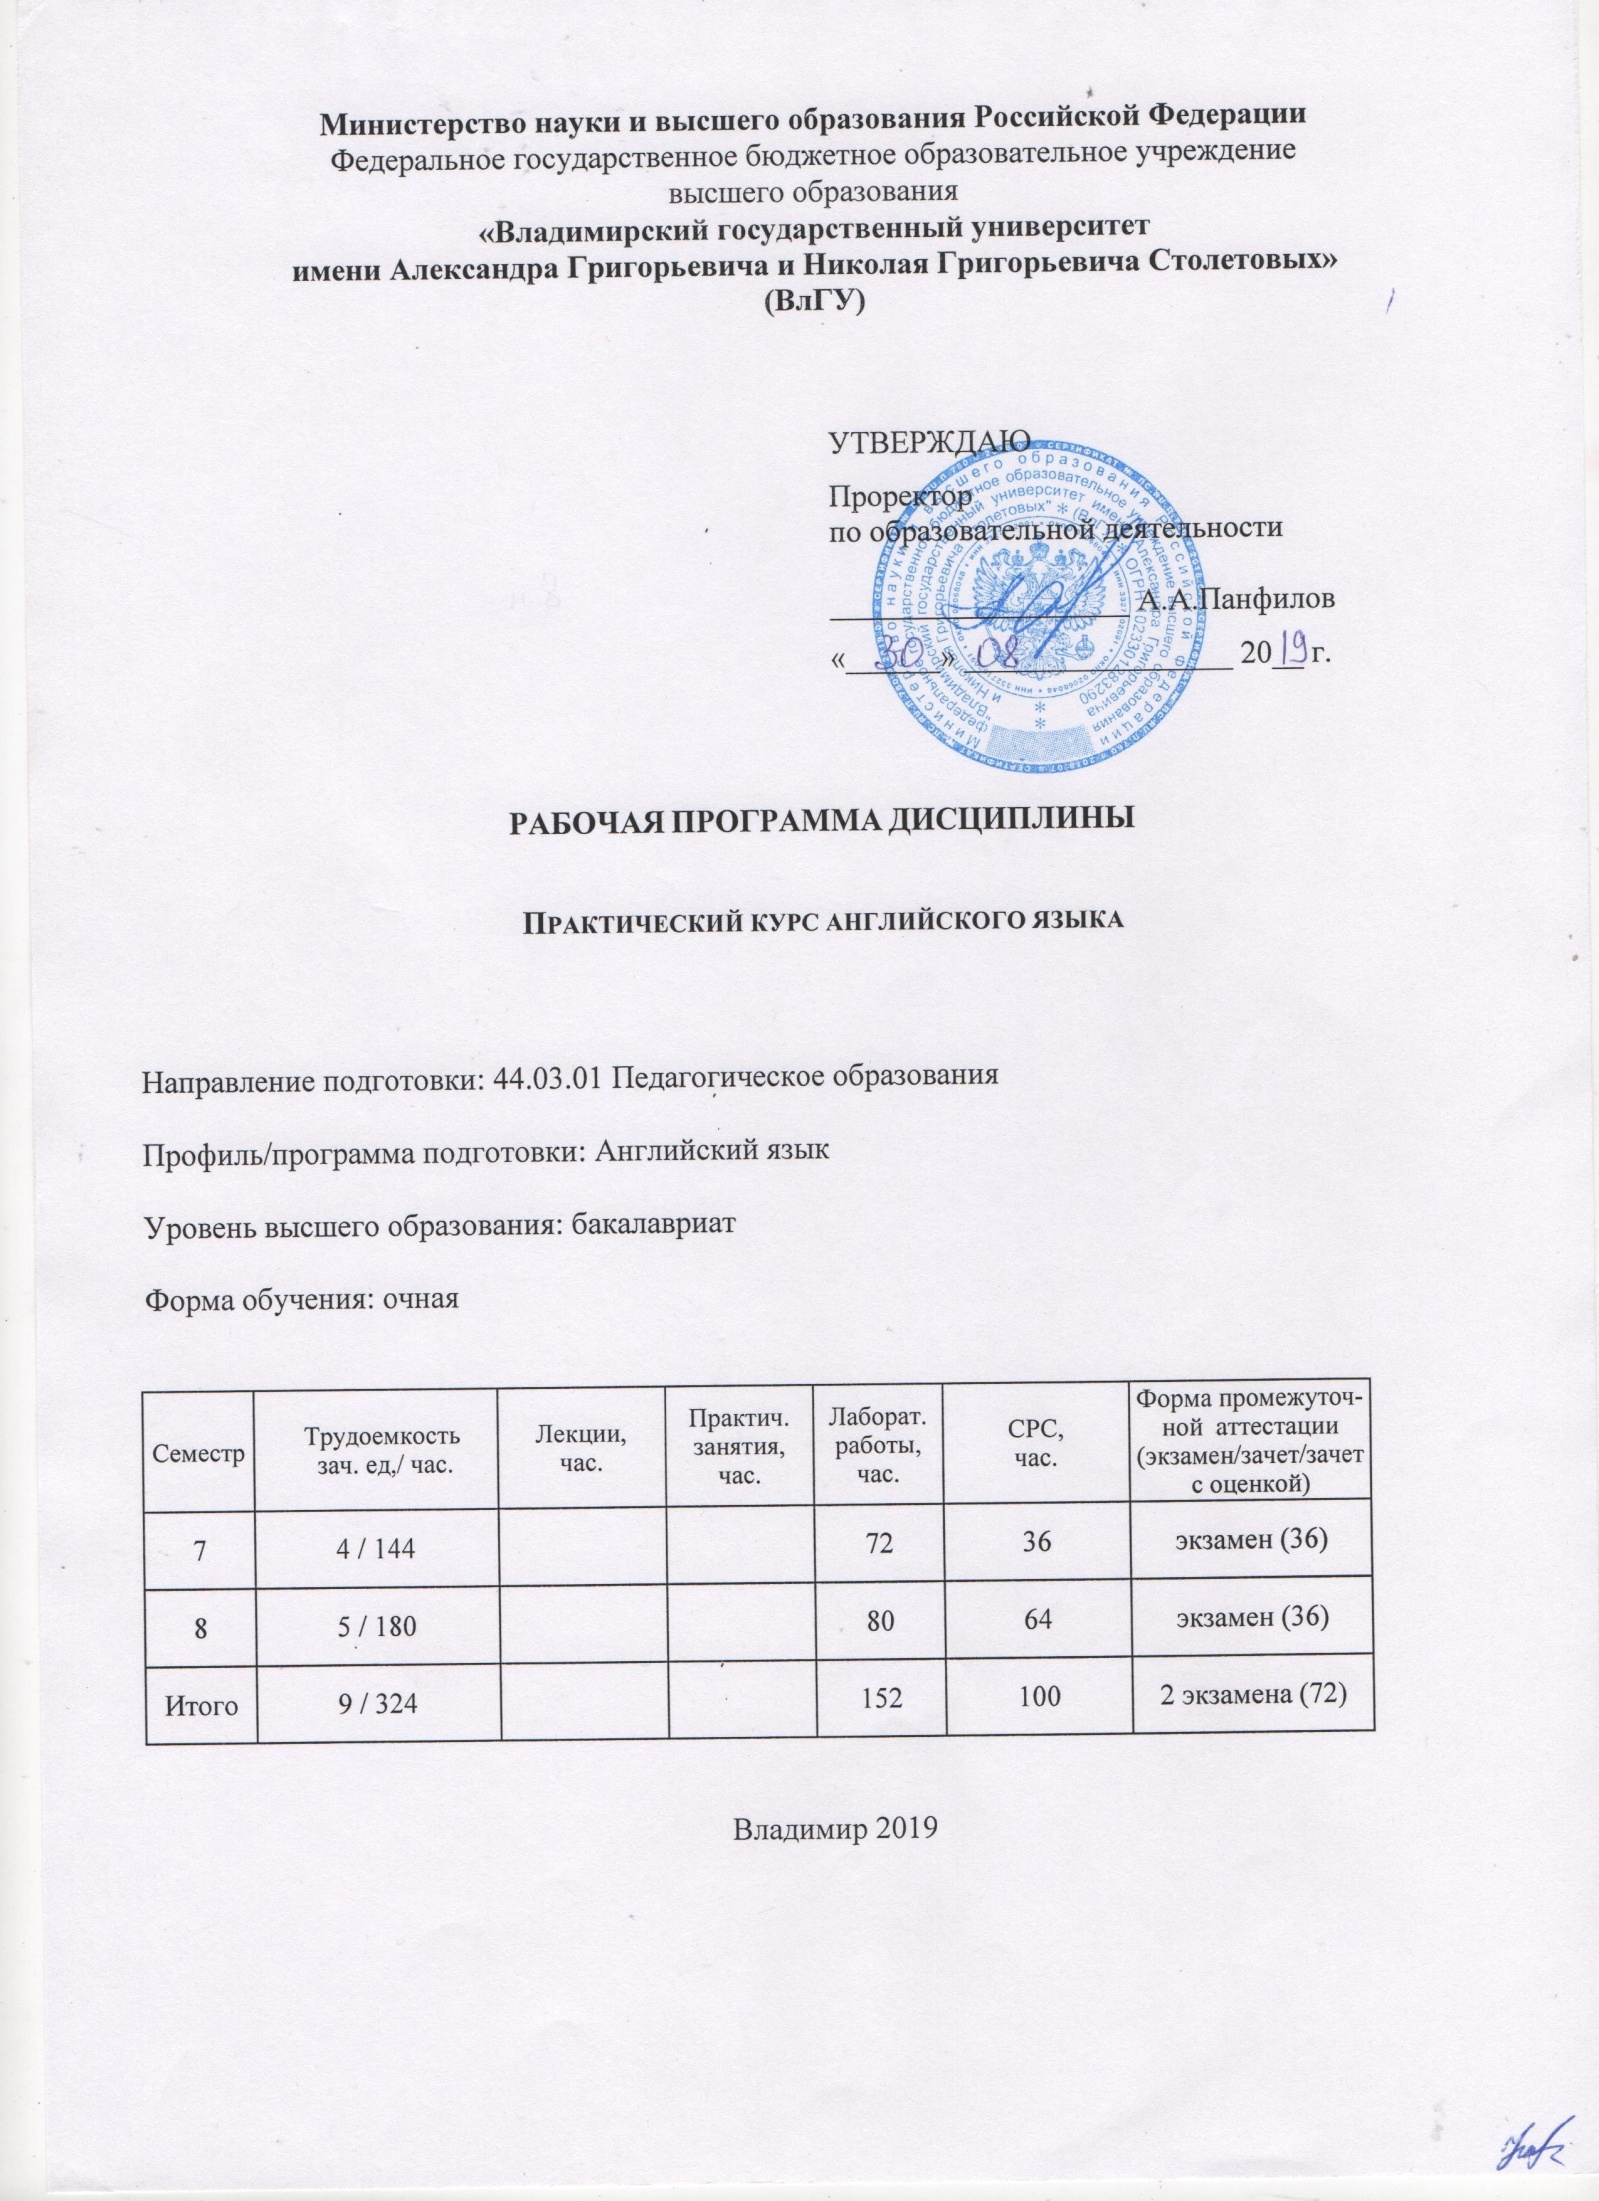 Министерство науки и высшего образования Российской Федерации
Федеральное государственное бюджетное образовательное учреждение
высшего образования
«Владимирский государственный университет
имени Александра Григорьевича и Николая Григорьевича Столетовых»
(ВлГУ)
УТВЕРЖДАЮ
Проректор
по образовательной деятельности
А.А.Панфилов
« 30 » 08 2019 г.
РАБОЧАЯ ПРОГРАММА ДИСЦИПЛИНЫ
ПРАКТИЧЕСКИЙ КУРС АНГЛИЙСКОГО ЯЗЫКА
Направление подготовки: 44.03.01 Педагогическое образования
Профиль/программа подготовки: Английский язык
Уровень высшего образования: бакалавриат
Форма обучения: очная
Семестр Трудоемкость зач. ед,/ час. Лекции, час. Практич. занятия, час. Лаборат. работы, час. СРС, час. Форма промежуточ-ной аттестации (экзамен/зачет/зачет с оценкой)
7 4 / 144 72 36 экзамен (36)
8 5 / 180 80 64 экзамен (36)
Итого 9 / 324 152 100 2 экзамена (72)
Владимир 2019